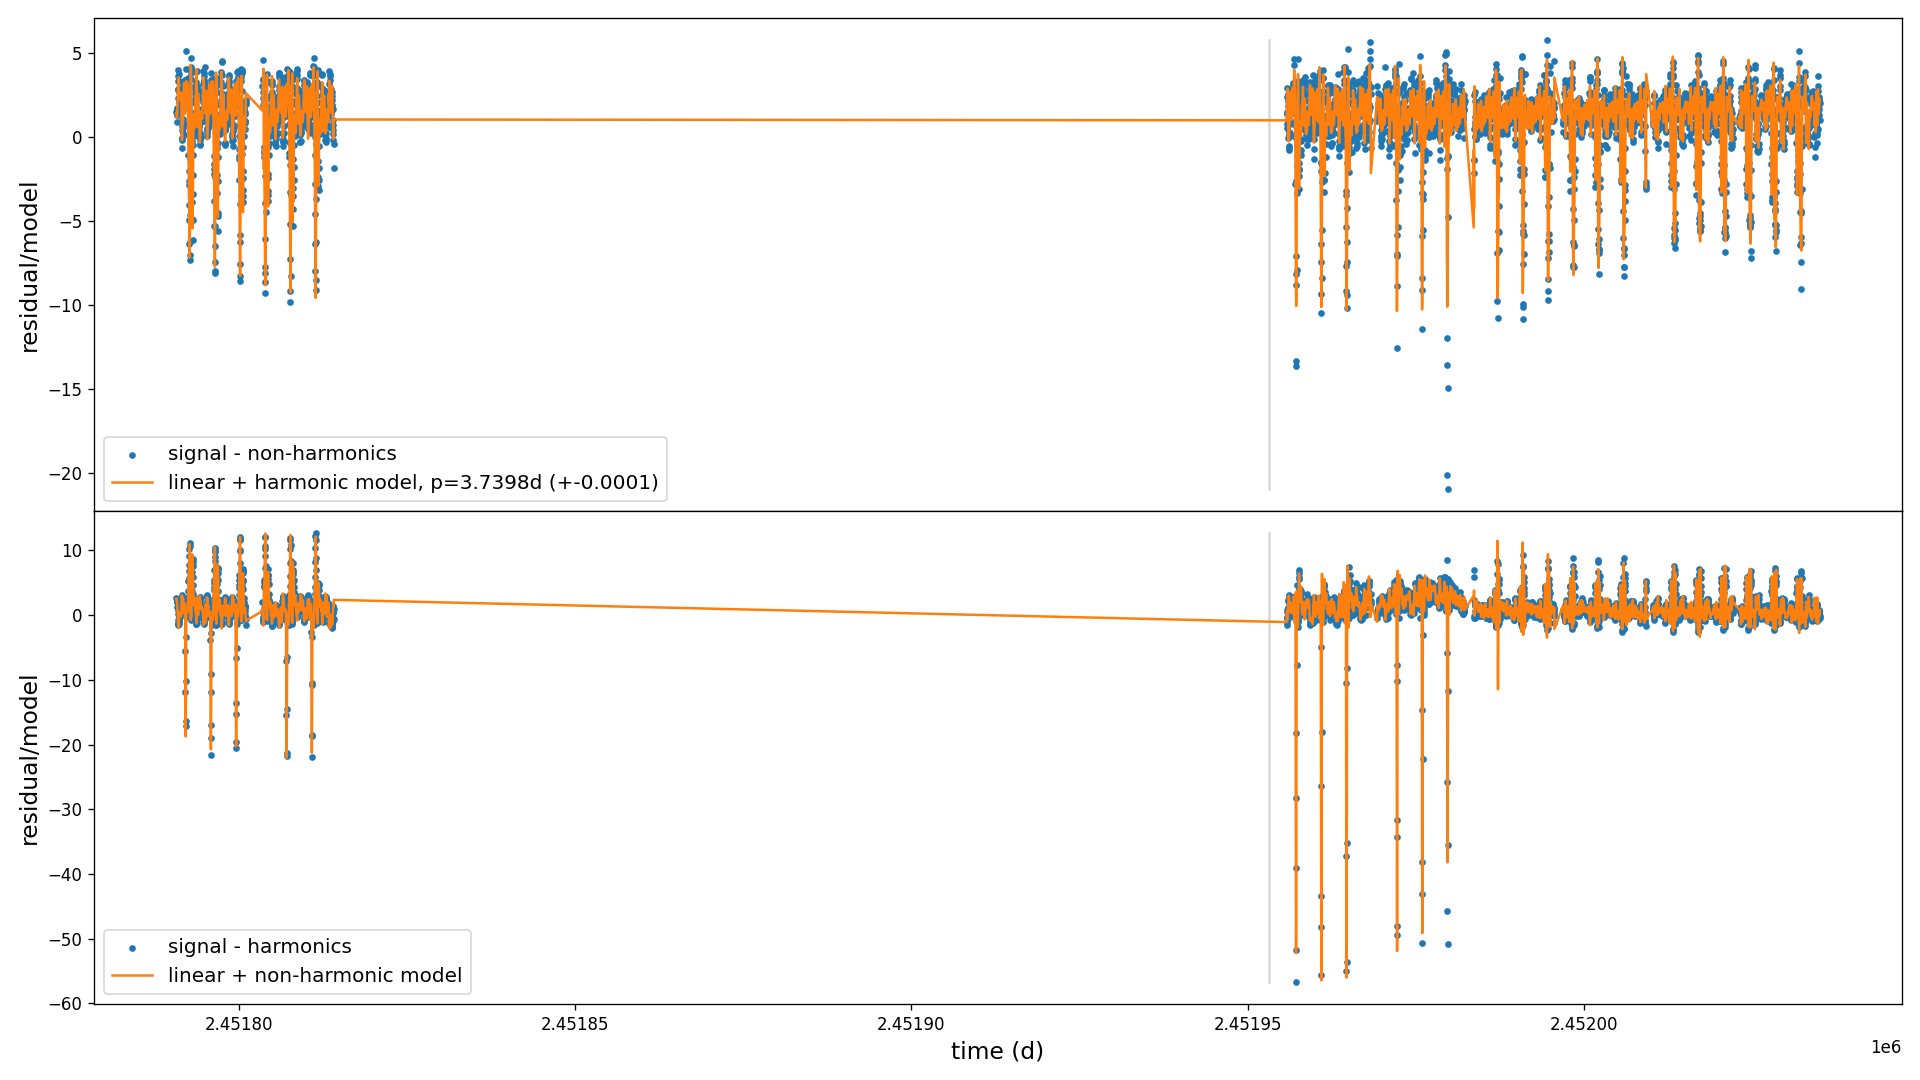 5
0
−5
−10
−15
−20
residual/model
signal - non-harmonics
linear + harmonic model, p=3.7398d (+-0.0001)
10
0
−10
−20
−30
−40
−50
−60
residual/model
signal - harmonics
linear + non-harmonic model
2.45180 2.45185 2.45190 2.45195 2.45200
time (d)
1e6